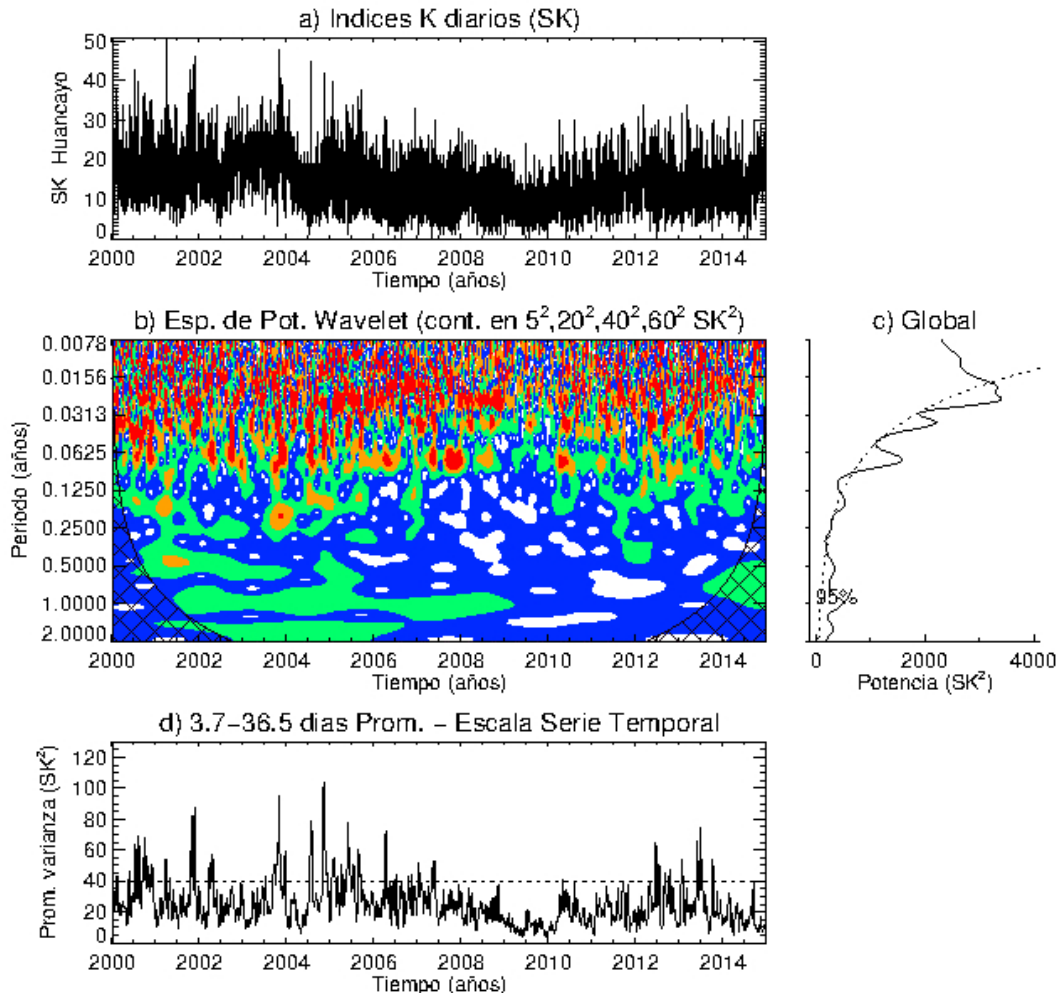 a) Indices K diarios (SK)
50
40
30
20
10
0
SK Huancayo
2000 2002 2004 2006 2008 2010 2012 2014
Tiempo (años)
b) Esp. de Pot. Wavelet (cont. en 5²,20²,40²,60² SK²)
0.0078
0.0156
0.0313
0.0625
0.1250
0.2500
0.5000
1.0000
2.0000
Periodo (años)
2000 2002 2004 2006 2008 2010 2012 2014
Tiempo (años)
c) Global
95%
0 2000 4000
Potencia (SK²)
d) 3.7–36.5 dias Prom. – Escala Serie Temporal
120
100
80
60
40
20
0
Prom. varianza (SK²)
2000 2002 2004 2006 2008 2010 2012 2014
Tiempo (años)